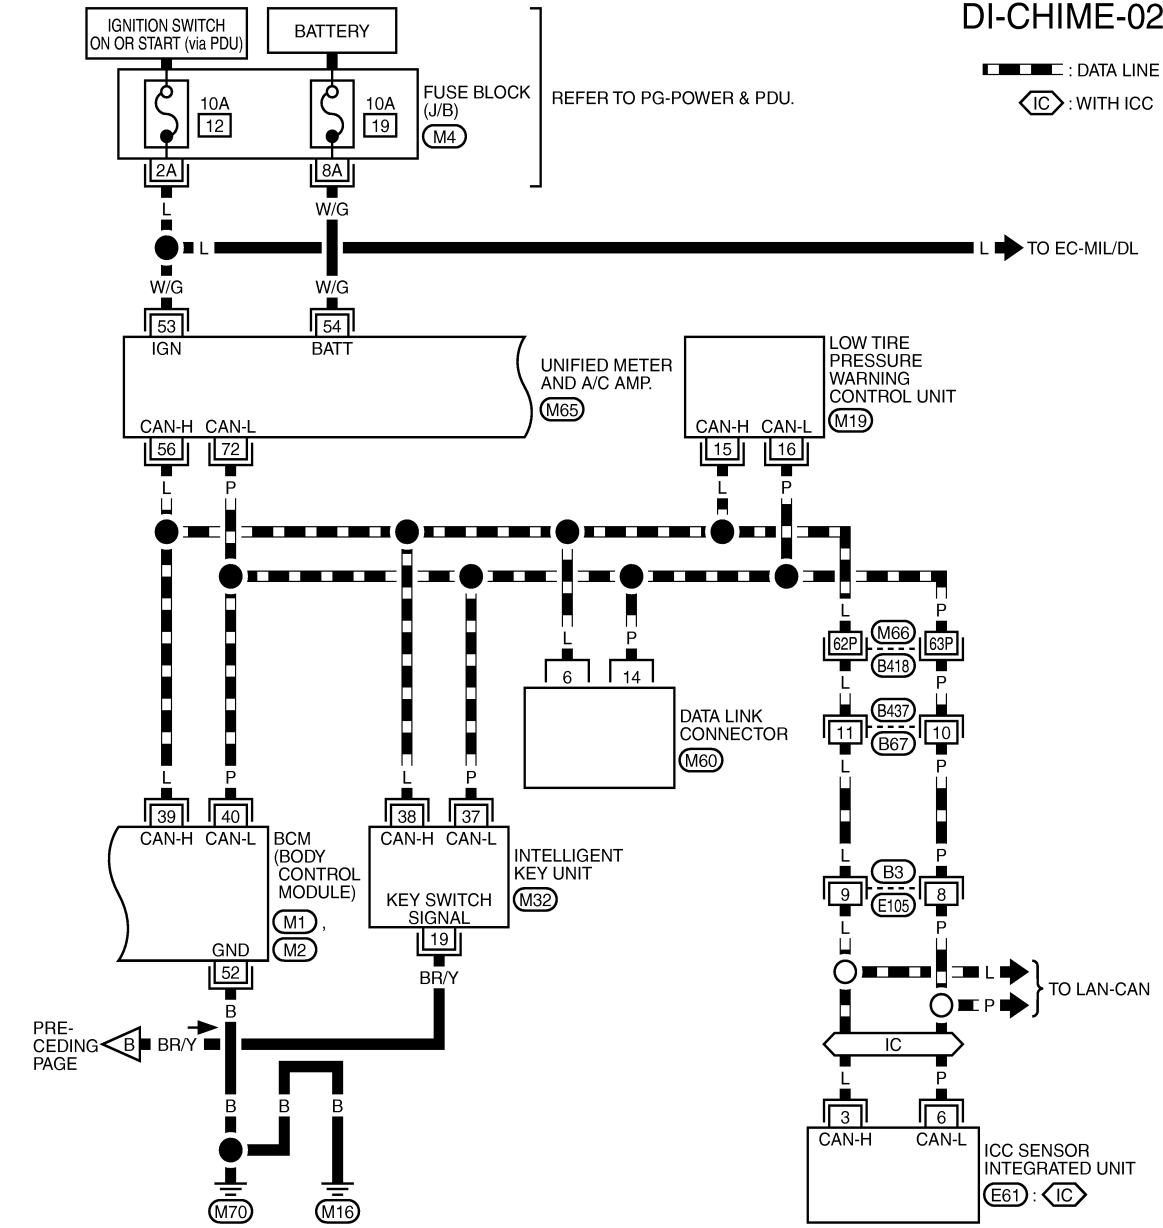 DI-CHIME-02
: DATA LINE
IC : WITH ICC
IGNITION SWITCH
ON OR START (via PDU)
BATTERY
10A
12
10A
19
FUSE BLOCK
(J/B)
M4
REFER TO PG-POWER & PDU.
2A
8A
L
W/G
L
L
TO EC-MIL/DL
W/G
W/G
53
54
IGN
BATT
UNIFIED METER
AND A/C AMP.
M65
CAN-H
CAN-L
56
72
LOW TIRE
PRESSURE
WARNING
CONTROL UNIT
M19
CAN-H
CAN-L
15
16
L
P
L
P
L
P
L
P
62P
M66
63P
B418
L
P
6
14
DATA LINK
CONNECTOR
M60
B437
11
10
B67
L
P
L
P
L
P
39
40
38
37
CAN-H
CAN-L
BCM
(BODY
CONTROL
MODULE)
M1 ,
M2
GND
52
CAN-H
CAN-L
INTELLIGENT
KEY UNIT
M32
KEY SWITCH
SIGNAL
19
BR/Y
L
P
B3
9
8
E105
L
P
L
P
TO LAN-CAN
B
PRE-
CEDING
PAGE
B
BR/Y
IC
L
P
B
B
B
3
6
CAN-H
CAN-L
ICC SENSOR
INTEGRATED UNIT
E61 : IC
M70
M16